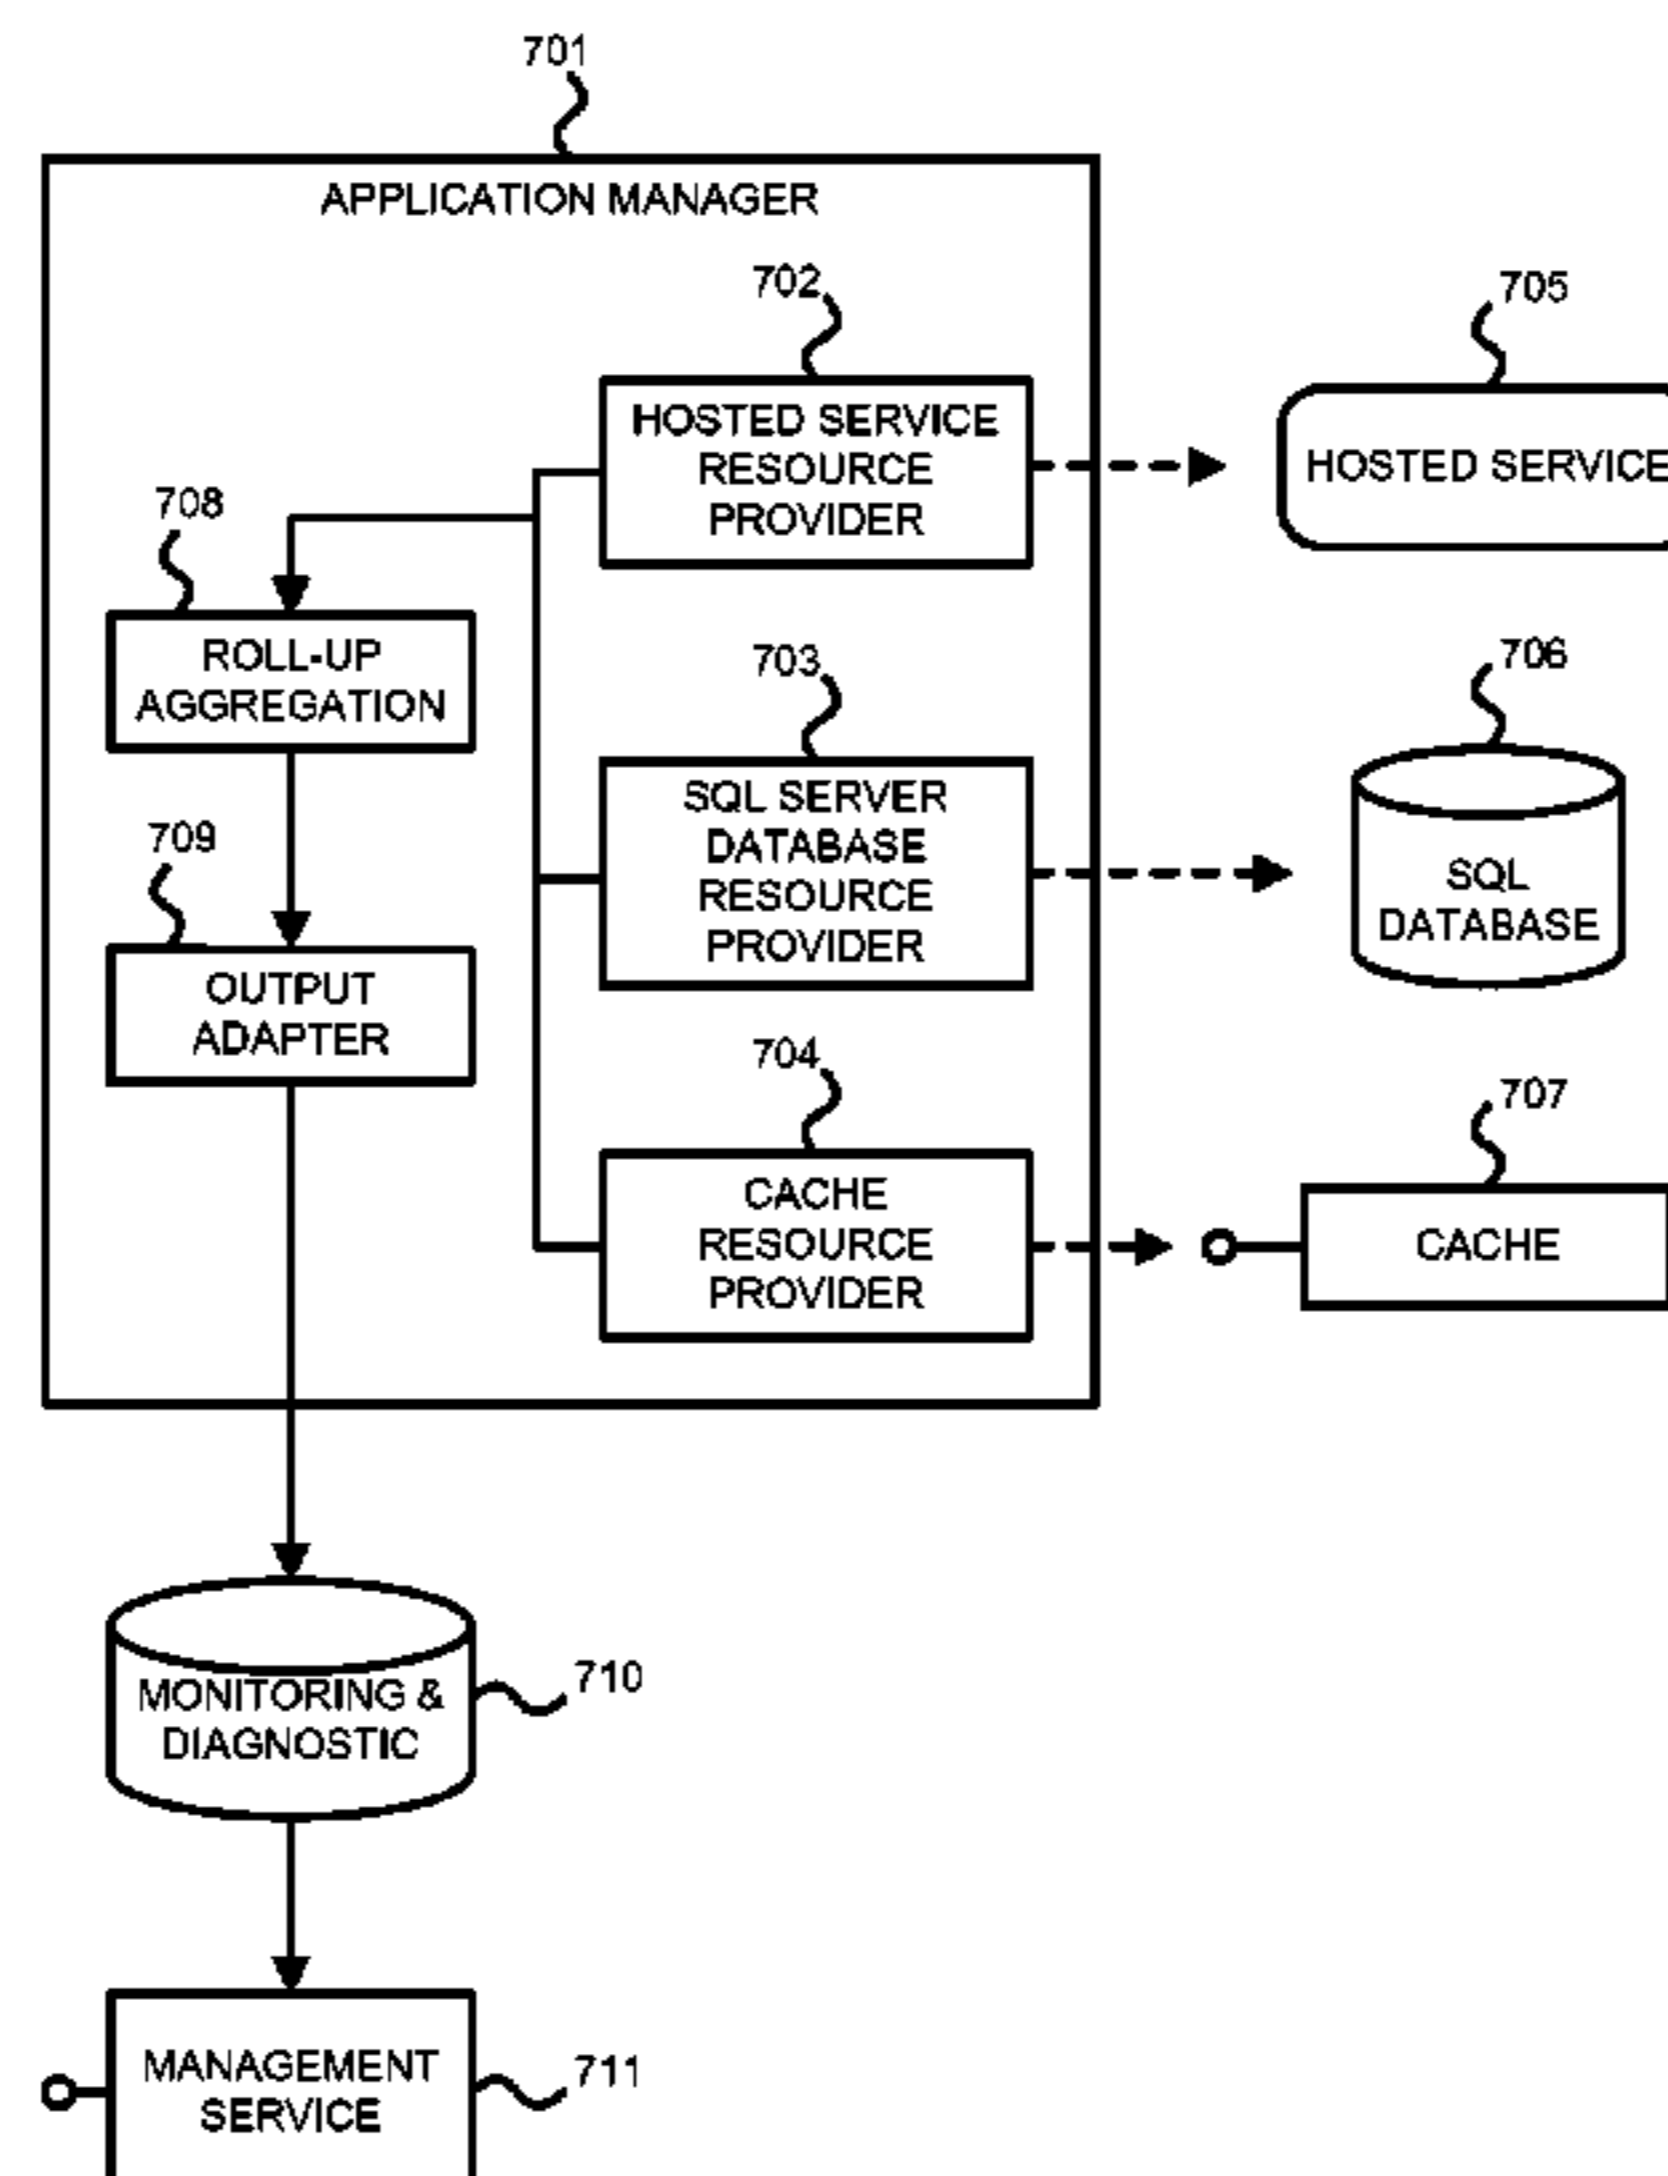 701
APPLICATION MANAGER
702
HOSTED SERVICE
RESOURCE
PROVIDER
705
HOSTED SERVICE
708
ROLL-UP
AGGREGATION
703
SQL SERVER
DATABASE
RESOURCE
PROVIDER
706
SQL
DATABASE
709
OUTPUT
ADAPTER
704
CACHE
RESOURCE
PROVIDER
707
CACHE
MONITORING &
DIAGNOSTIC
710
MANAGEMENT
SERVICE
711